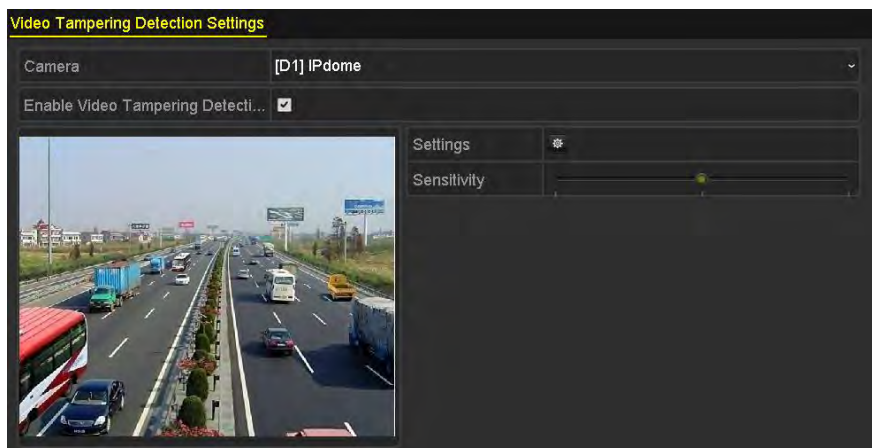 Video Tampering Detection Settings
Camera [D1] IPdome
Enable Video Tampering Detecti...
Settings
Sensitivity